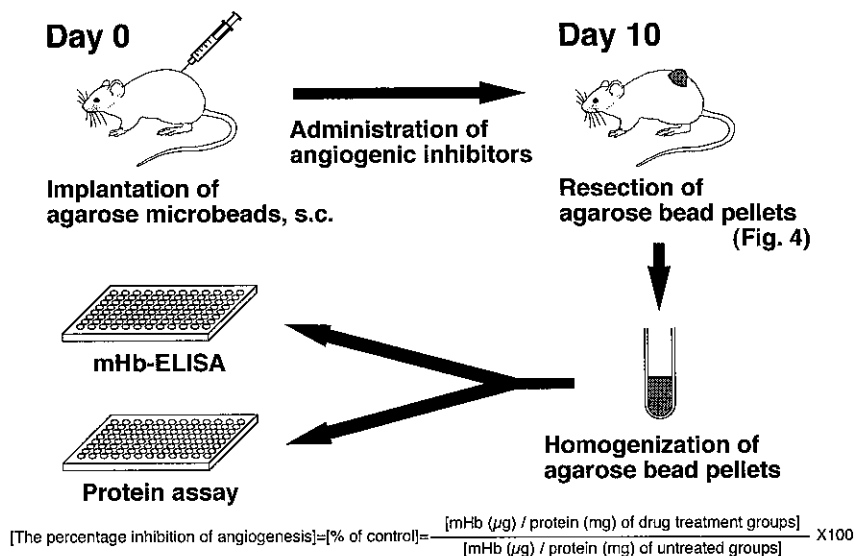 Day 0
Day 10
Administration of
angiogenic inhibitors
Implantation of
agarose microbeads, s.c.
Resection of
agarose bead pellets
(Fig. 4)
mHb-ELISA
Protein assay
Homogenization of
agarose bead pellets
[The percentage inhibition of angiogenesis]=[% of control]= [mHb (µg) / protein (mg) of drug treatment groups] X100
[mHb (µg) / protein (mg) of untreated groups]